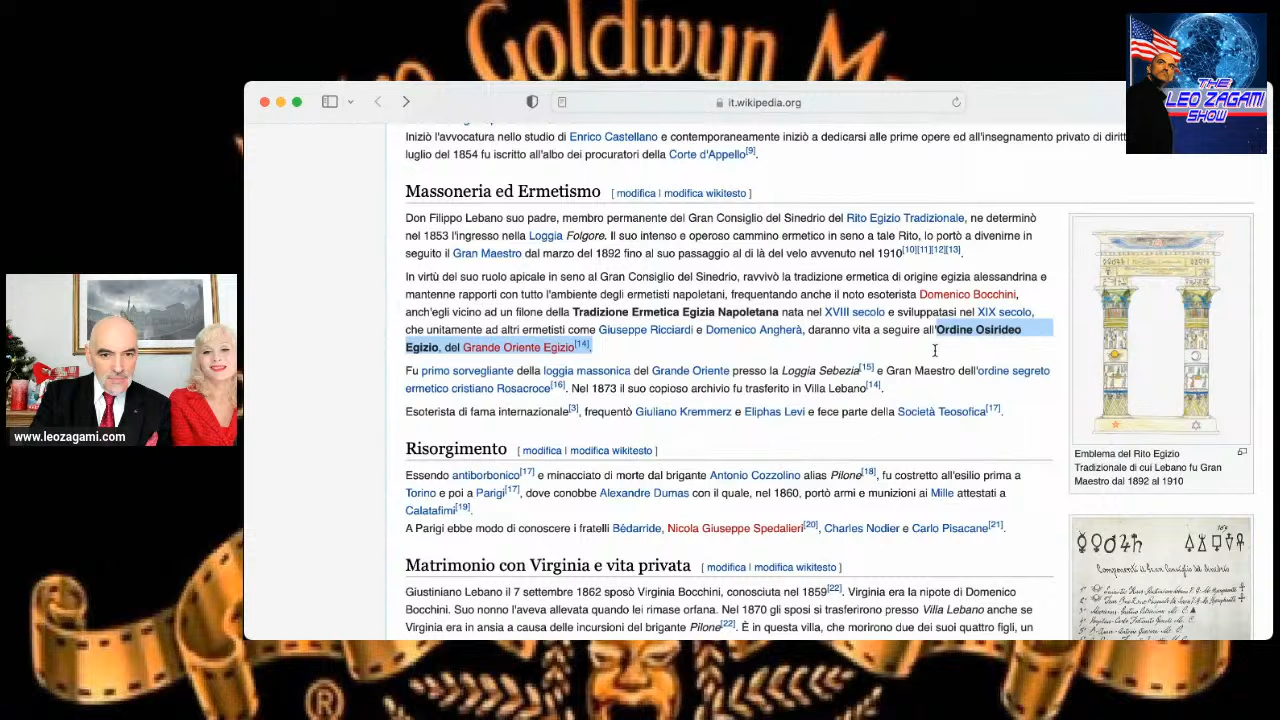 Goldwyn M
THE
LEO ZAGAMI
SHOW
it.wikipedia.org
Iniziò l'avvocatura nello studio di Enrico Castellano e contemporaneamente iniziò a dedicarsi alle prime opere ed all'insegnamento privato di diritt
luglio del 1854 fu iscritto all'albo dei procuratori della Corte d'Appello[9].
Massoneria ed Ermetismo [ modifica | modifica wikitesto ]
Don Filippo Lebano suo padre, membro permanente del Gran Consiglio del Sinedrio del Rito Egizio Tradizionale, ne determinò
nel 1853 l'ingresso nella Loggia Folgore. Il suo intenso e operoso cammino ermetico in seno a tale Rito, lo portò a divenirne in
seguito il Gran Maestro dal marzo del 1892 fino al suo passaggio al di là del velo avvenuto nel 1910[10][11][12][13].
In virtù del suo ruolo apicale in seno al Gran Consiglio del Sinedrio, ravvivò la tradizione ermetica di origine egizia alessandrina e
mantenne rapporti con tutto l'ambiente degli ermetisti napoletani, frequentando anche il noto esoterista Domenico Bocchini,
anch'egli vicino ad un filone della Tradizione Ermetica Egizia Napoletana nata nel XVIII secolo e sviluppatasi nel XIX secolo,
che unitamente ad altri ermetisti come Giuseppe Ricciardi e Domenico Angherà, daranno vita a seguire all'Ordine Osirideo
Egizio, del Grande Oriente Egizio[14].
Fu primo sorvegliante della loggia massonica del Grande Oriente presso la Loggia Sebezia[15] e Gran Maestro dell'ordine segreto
ermetico cristiano Rosacroce[16]. Nel 1873 il suo copioso archivio fu trasferito in Villa Lebano[14].
Esoterista di fama internazionale[3], frequentò Giuliano Kremmerz e Eliphas Levi e fece parte della Società Teosofica[17].
Risorgimento [ modifica | modifica wikitesto ]
Essendo antiborbonico[17] e minacciato di morte dal brigante Antonio Cozzolino alias Pilone[18], fu costretto all'esilio prima a
Torino e poi a Parigi[17], dove conobbe Alexandre Dumas con il quale, nel 1860, portò armi e munizioni ai Mille attestati a
Calatafimi[19].
A Parigi ebbe modo di conoscere i fratelli Bédarride, Nicola Giuseppe Spedalieri[20], Charles Nodier e Carlo Pisacane[21].
Matrimonio con Virginia e vita privata [ modifica | modifica wikitesto ]
Giustiniano Lebano il 7 settembre 1862 sposò Virginia Bocchini, conosciuta nel 1859[22]. Virginia era la nipote di Domenico
Bocchini. Suo nonno l'aveva allevata quando lei rimase orfana. Nel 1870 gli sposi si trasferirono presso Villa Lebano anche se
Virginia era in ansia a causa delle incursioni del brigante Pilone[22]. È in questa villa, che morirono due dei suoi quattro figli, un
Emblema del Rito Egizio
Tradizionale di cui Lebano fu Gran
Maestro dal 1892 al 1910
www.leozagami.com
®